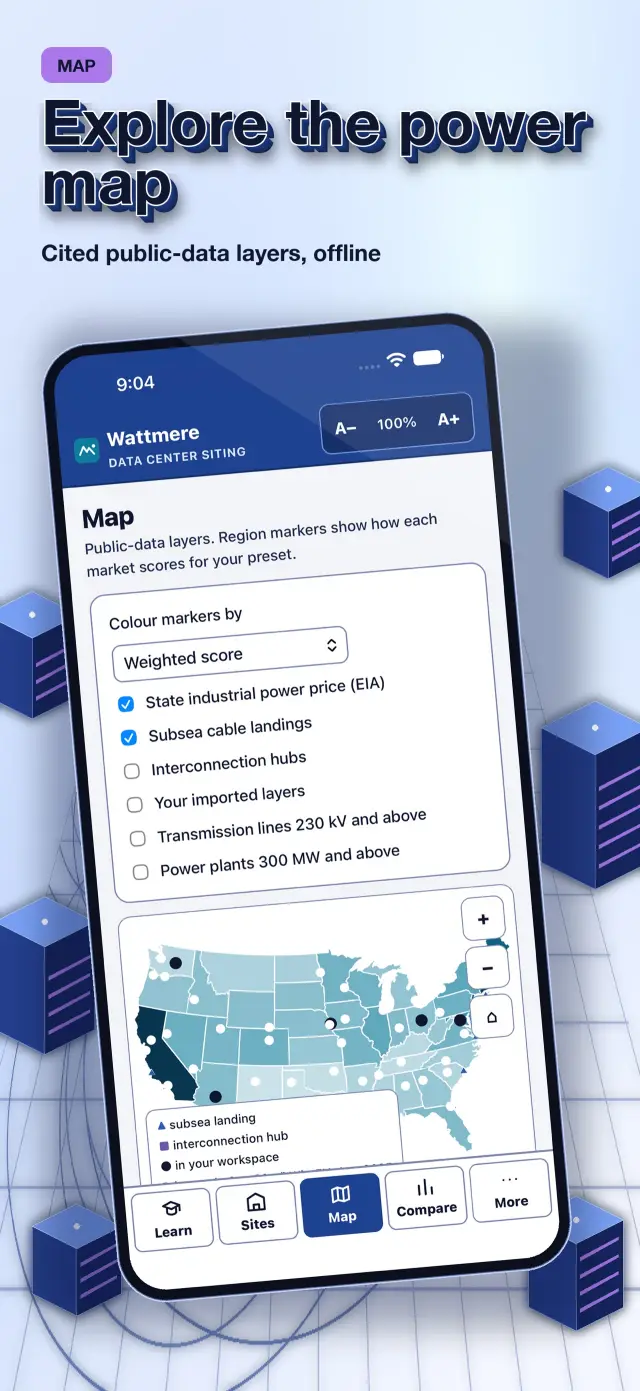 MAP
Explore the power
map
Cited public-data layers, offline
9:04
Wattmere
DATA CENTER SITING
A− 100% A+
Map
Public-data layers. Region markers show how each
market scores for your preset.
Colour markers by
Weighted score
State industrial power price (EIA)
Subsea cable landings
Interconnection hubs
Your imported layers
Transmission lines 230 kV and above
Power plants 300 MW and above
+
−
subsea landing
interconnection hub
in your workspace
Learn
Sites
Map
Compare
More